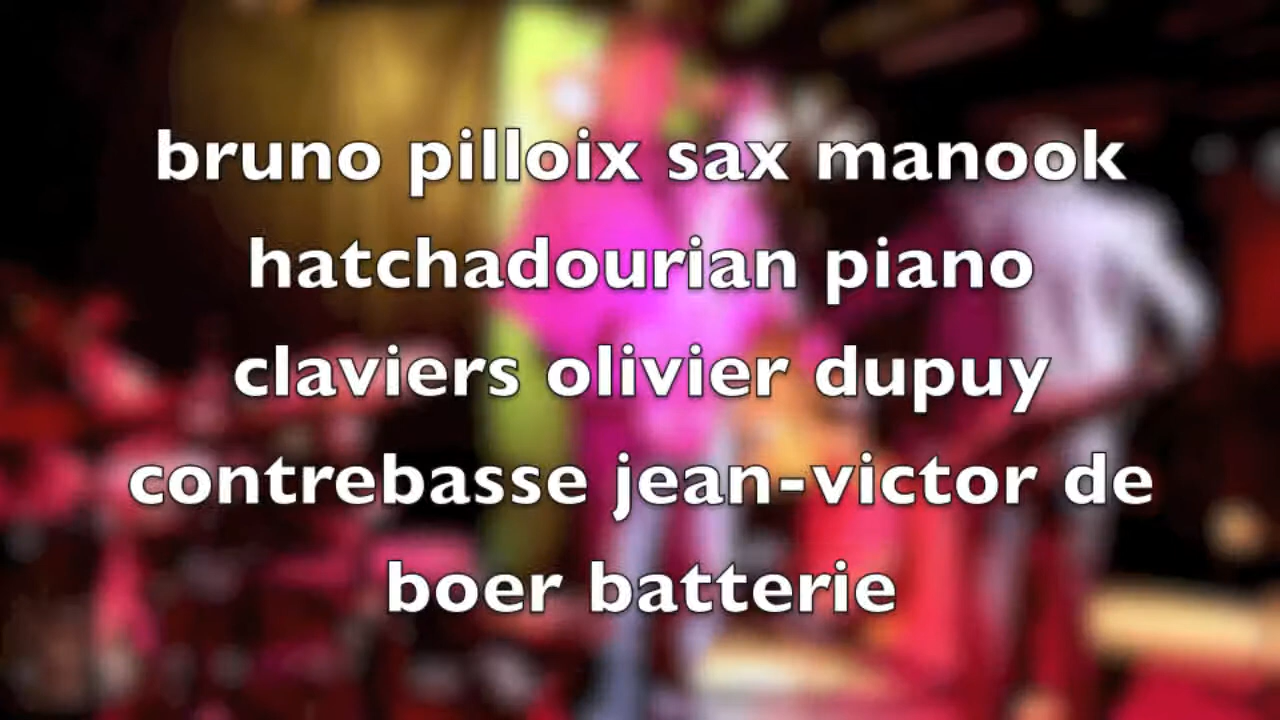 bruno pilloix sax manook
hatchadourian piano
claviers olivier dupuy
contrebasse jean-victor de
boer batterie